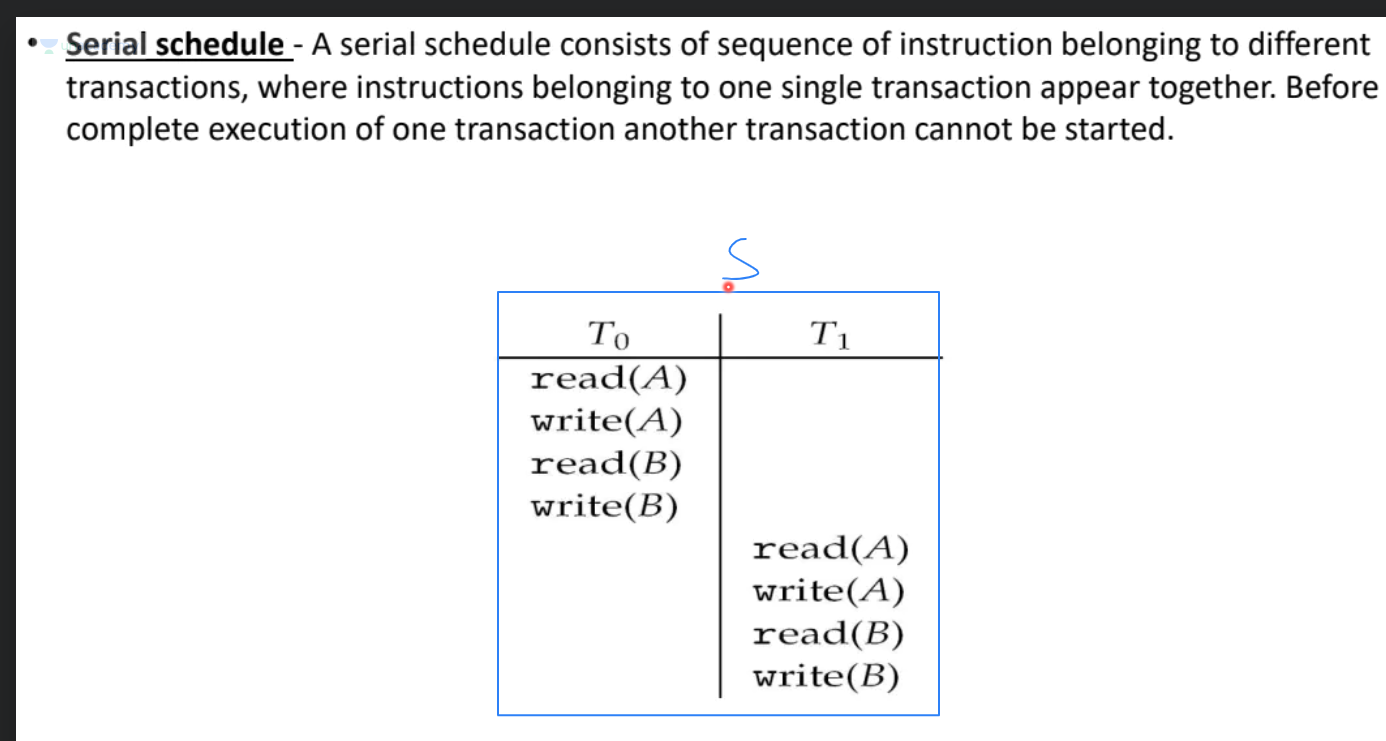 • Serial schedule - A serial schedule consists of sequence of instruction belonging to different
transactions, where instructions belonging to one single transaction appear together. Before
complete execution of one transaction another transaction cannot be started.
S
T0 T1
read(A)
write(A)
read(B)
write(B)
read(A)
write(A)
read(B)
write(B)